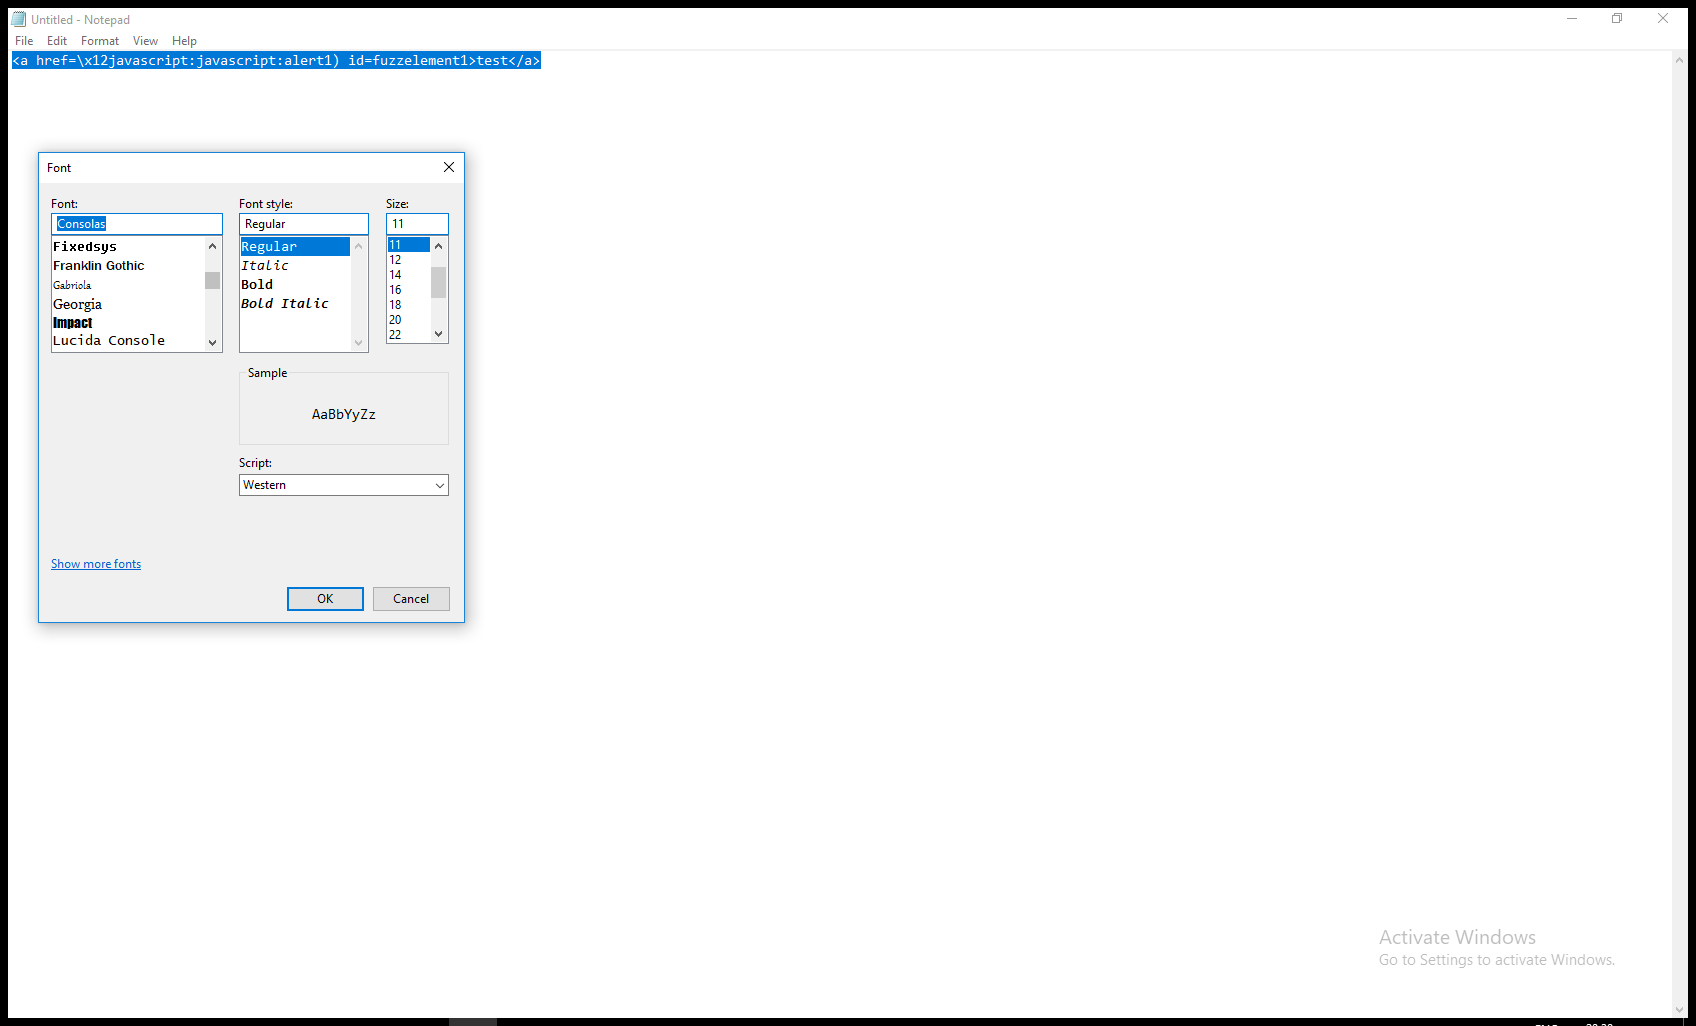 Untitled - Notepad
File Edit Format View Help
<a href=\x12javascript:javascript:alert1) id=fuzzelement1>test</a>
Font
Font: Font style: Size:
Consolas Regular 11
Fixedsys
Franklin Gothic
Gabriola
Georgia
Impact
Lucida Console
Regular
Italic
Bold
Bold Italic
11
12
14
16
18
20
22
Sample
AaBbYyZz
Script:
Western
Show more fonts
OK Cancel
Activate Windows
Go to Settings to activate Windows.